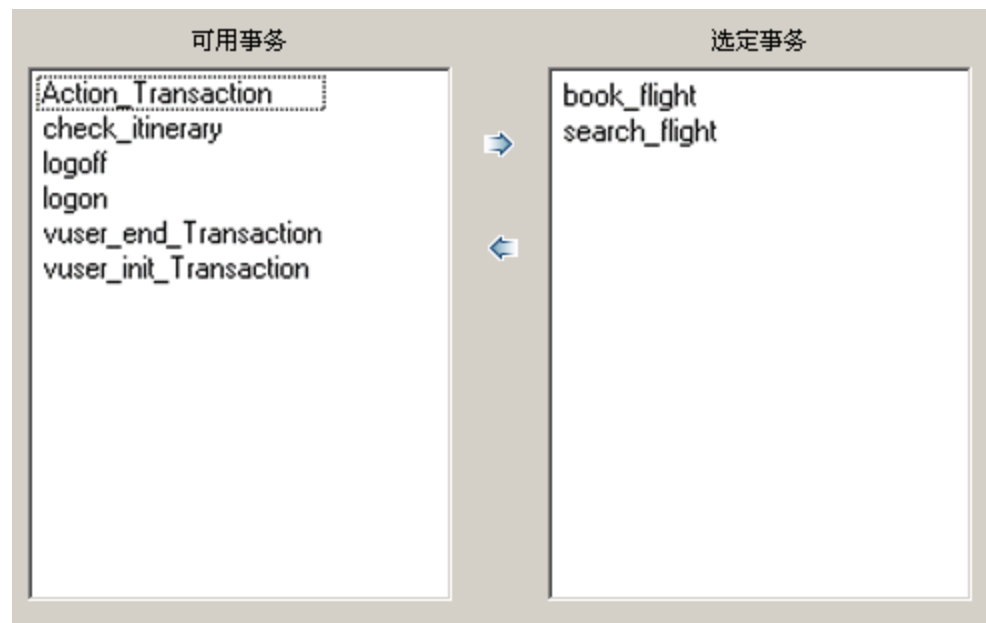 可用事务
Action_Transaction
check_itinerary
logoff
logon
vuser_end_Transaction
vuser_init_Transaction
选定事务
book_flight
search_flight